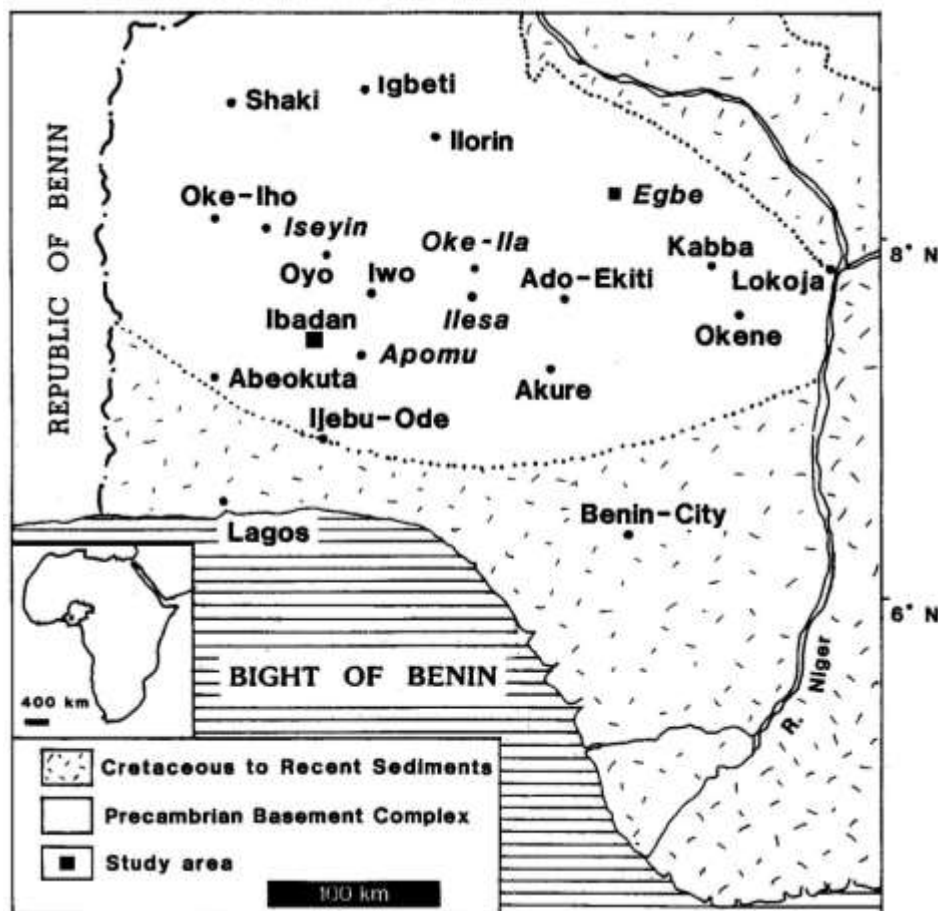 Shaki
Igbeti
Ilorin
REPUBLIC OF BENIN
Oke-Iho
Iseyin
Egbe
Oke-Ila
Kabba
8° N
Oyo
Iwo
Ado-Ekiti
Lokoja
Ibadan
Ilesa
Okene
Apomu
Abeokuta
Akure
Ijebu-Ode
Benin-City
Lagos
6° N
BIGHT OF BENIN
R. Niger
400 km
Cretaceous to Recent Sediments
Precambrian Basement Complex
Study area
100 km